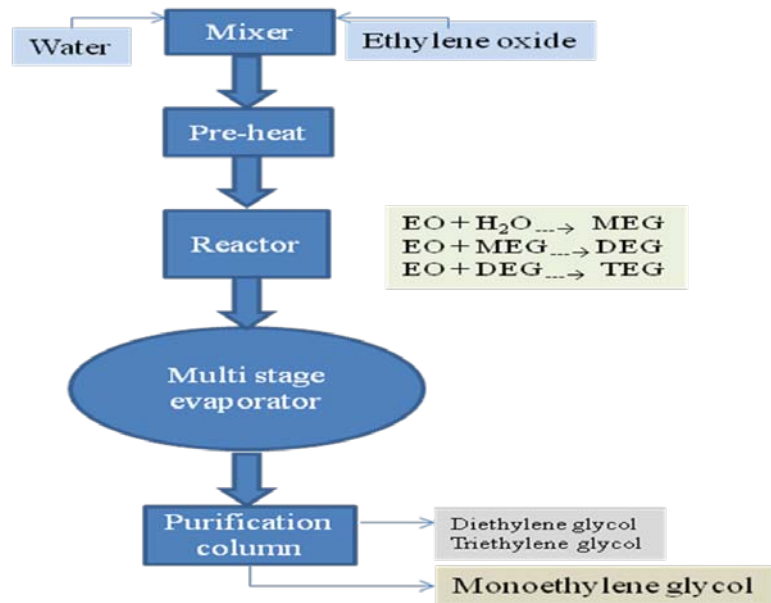 Water
Mixer
Ethylene oxide
Pre-heat
Reactor
EO+H₂O---→ MEG
EO+MEG---→ DEG
EO+DEG---→ TEG
Multi stage
evaporator
Purification
column
Diethylene glycol
Triethylene glycol
Monoethylene glycol